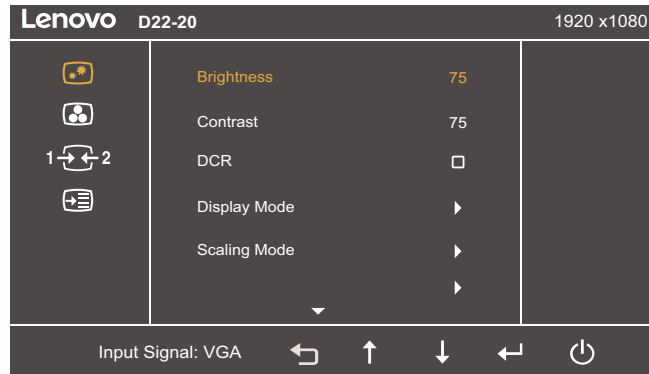 Lenovo D22-20 1920 x1080
Brightness 75
Contrast 75
DCR
1 2
Display Mode
Scaling Mode
Input Signal: VGA